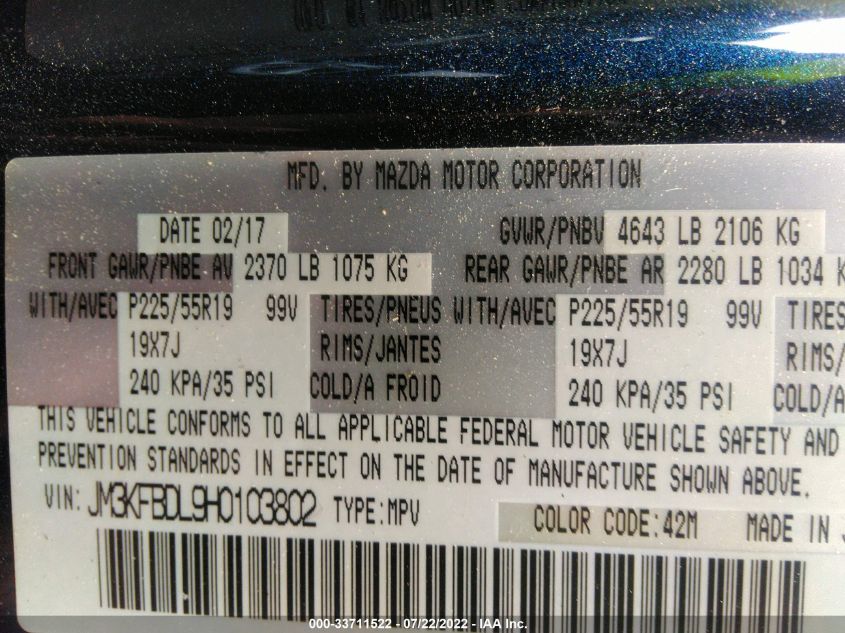 MFD. BY MAZDA MOTOR CORPORATION
DATE 02/17 GVWR/PNBV 4643 LB 2106 KG
FRONT GAWR/PNBE AV 2370 LB 1075 KG REAR GAWR/PNBE AR 2280 LB 1034 K
WITH/AVEC P225/55R19 99V TIRES/PNEUS WITH/AVEC P225/55R19 99V TIRES
19X7J RIMS/JANTES 19X7J RIMS/
240 KPA/35 PSI COLD/A FROID 240 KPA/35 PSI COLD/A
THIS VEHICLE CONFORMS TO ALL APPLICABLE FEDERAL MOTOR VEHICLE SAFETY AND
PREVENTION STANDARDS IN EFFECT ON THE DATE OF MANUFACTURE SHOWN ABOVE.
VIN: JM3KFBDL9H0103802 TYPE:MPV COLOR CODE:42M MADE IN J
000-33711522 - 07/22/2022 - IAA Inc.